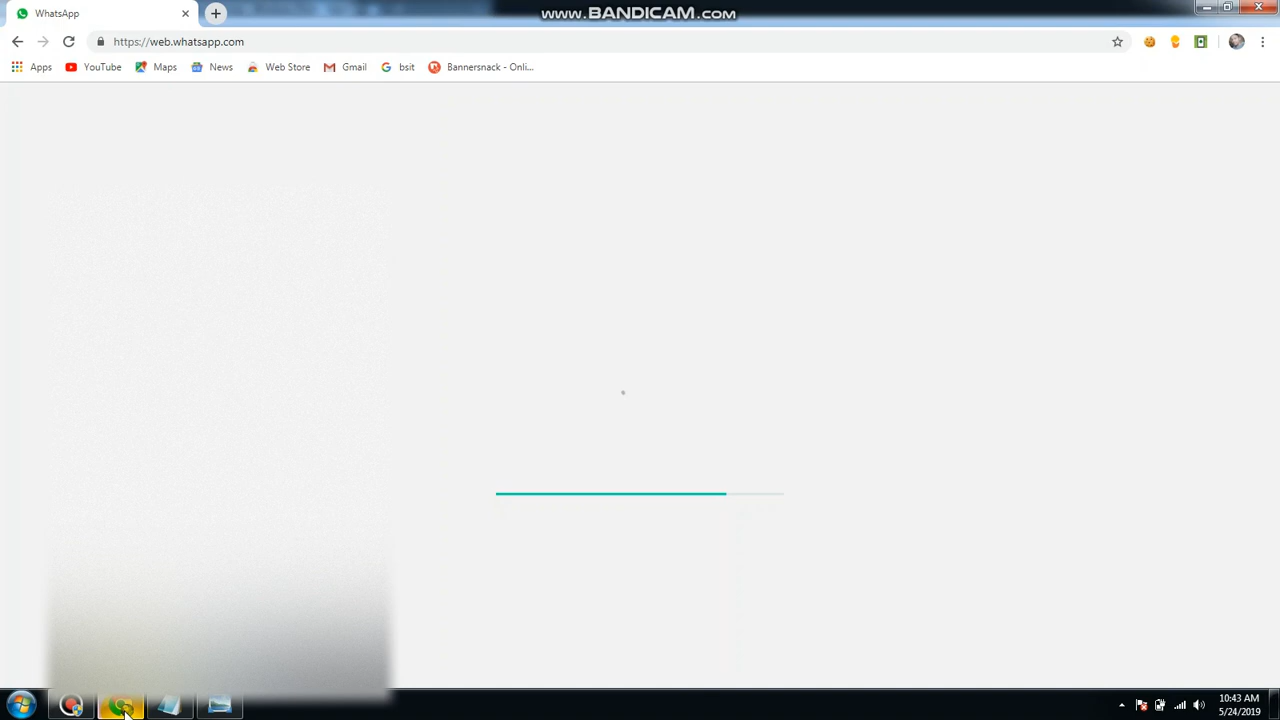 WhatsApp
www.BANDICAM.com
https://web.whatsapp.com
Apps YouTube Maps News Web Store Gmail bsit Bannersnack - Onli...
10:43 AM
5/24/2019